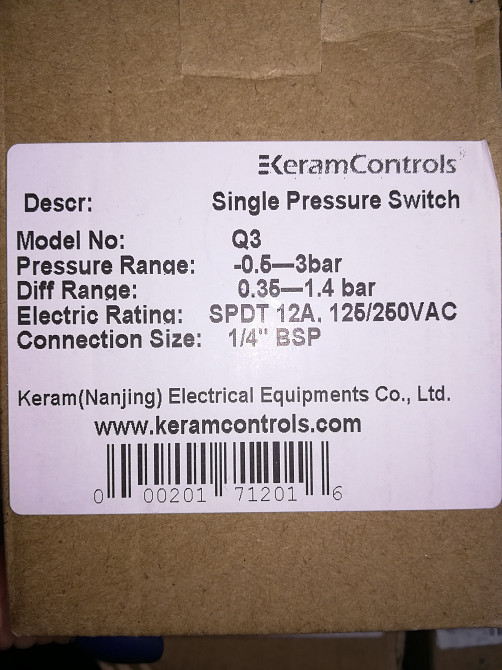 KeramControls
Descr: Single Pressure Switch
Model No: Q3
Pressure Range: -0.5—3bar
Diff Range: 0.35—1.4 bar
Electric Rating: SPDT 12A. 125/250VAC
Connection Size: 1/4" BSP
Keram(Nanjing) Electrical Equipments Co., Ltd.
www.keramcontrols.com
0 00201 71201 6